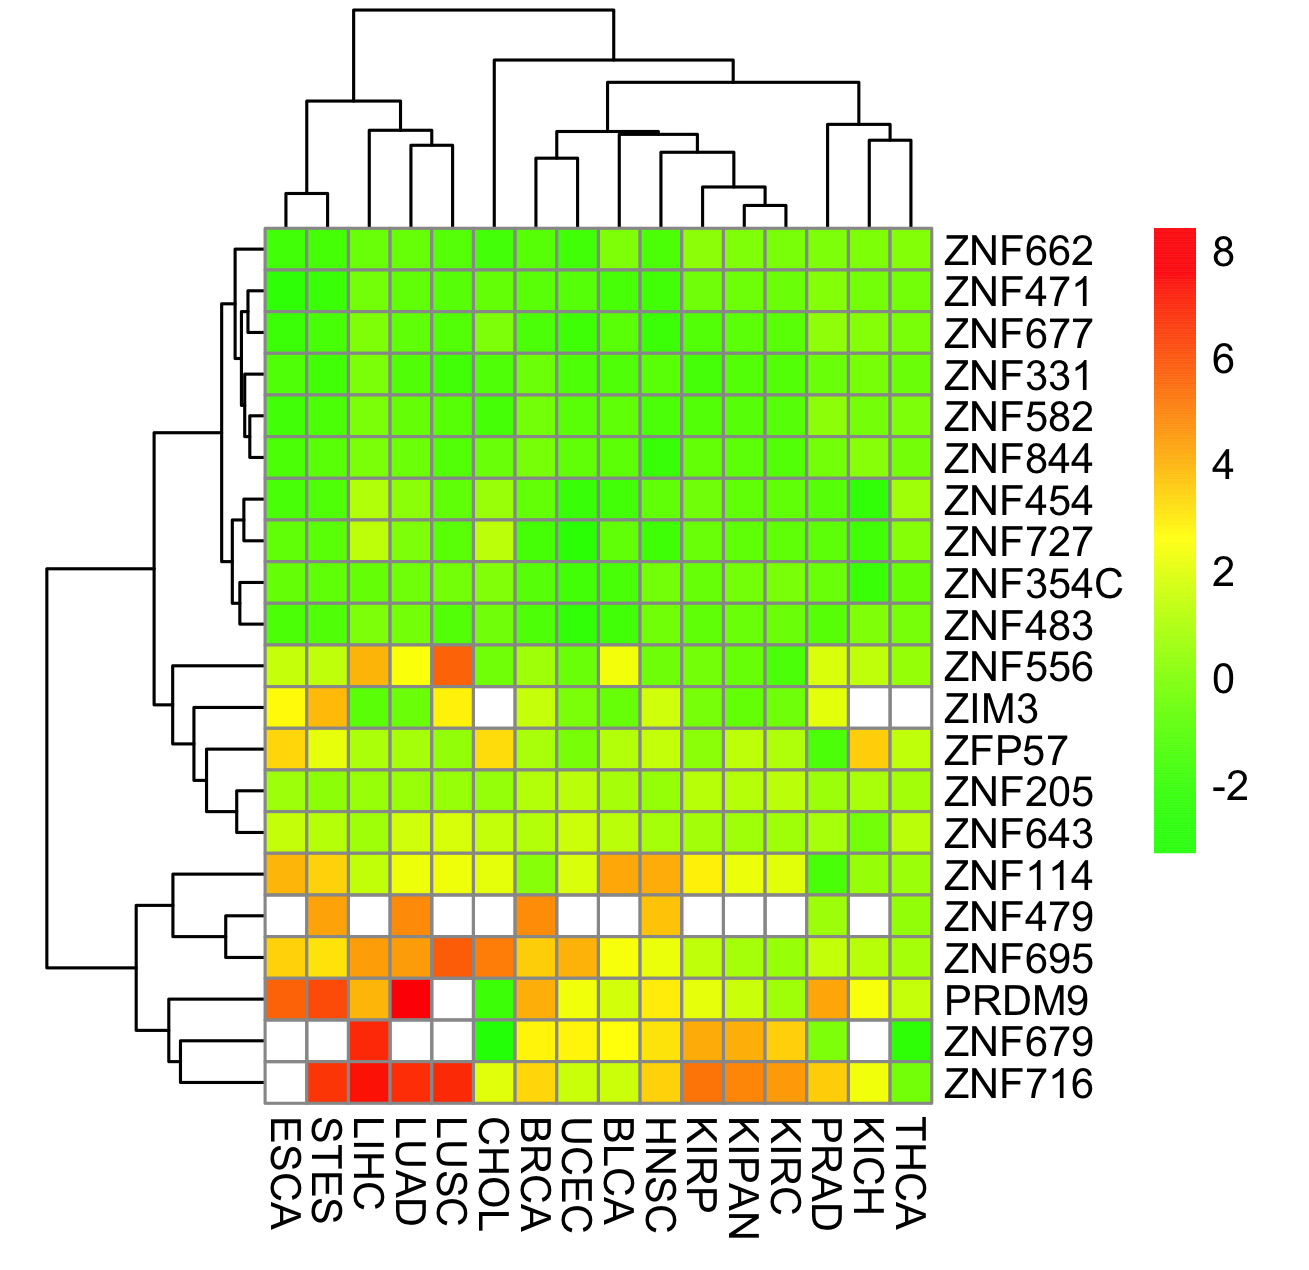 ZNF662
ZNF471
ZNF677
ZNF331
ZNF582
ZNF844
ZNF454
ZNF727
ZNF354C
ZNF483
ZNF556
ZIM3
ZFP57
ZNF205
ZNF643
ZNF114
ZNF479
ZNF695
PRDM9
ZNF679
ZNF716
8
6
4
2
0
-2
ESCA
STES
LIHC
LUAD
LUSC
CHOL
BRCA
UCEC
BLCA
HNSC
KIRP
KIPAN
KIRC
PRAD
KICH
THCA